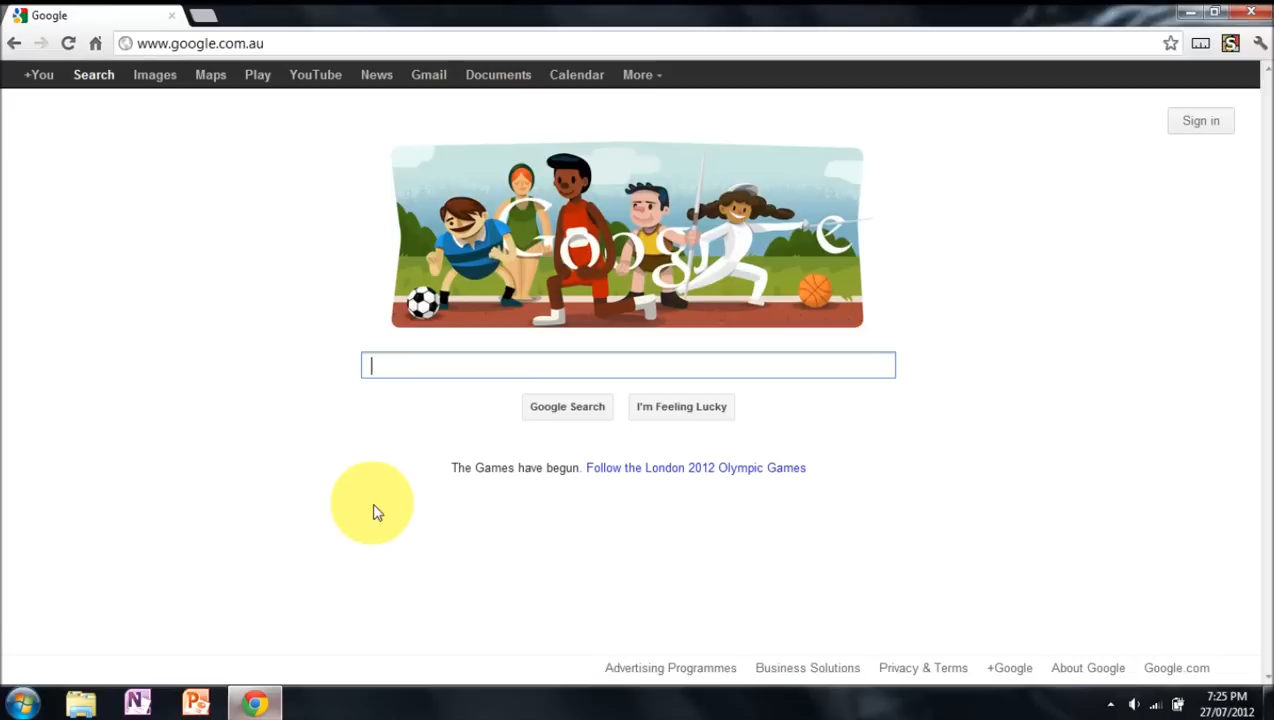 Google
www.google.com.au
+You Search Images Maps Play YouTube News Gmail Documents Calendar More
Sign in
Google
Google Search I'm Feeling Lucky
The Games have begun. Follow the London 2012 Olympic Games
Advertising Programmes Business Solutions Privacy & Terms +Google About Google Google.com
7:25 PM
27/07/2012